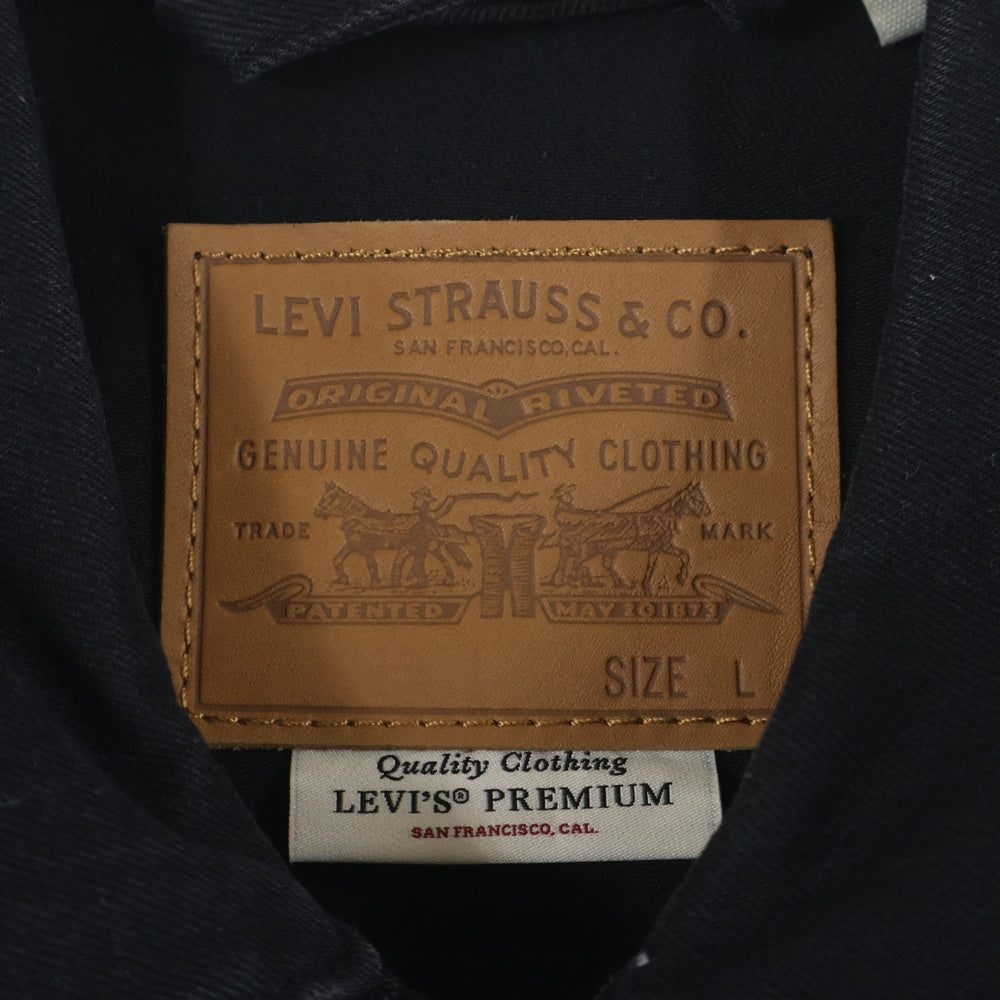 LEVI STRAUSS & CO.
SAN FRANCISCO, CAL.
ORIGINAL RIVETED
GENUINE QUALITY CLOTHING
TRADE MARK
PATENTED MAY 20 1873
SIZE L
Quality Clothing
LEVI'S® PREMIUM
SAN FRANCISCO, CAL.